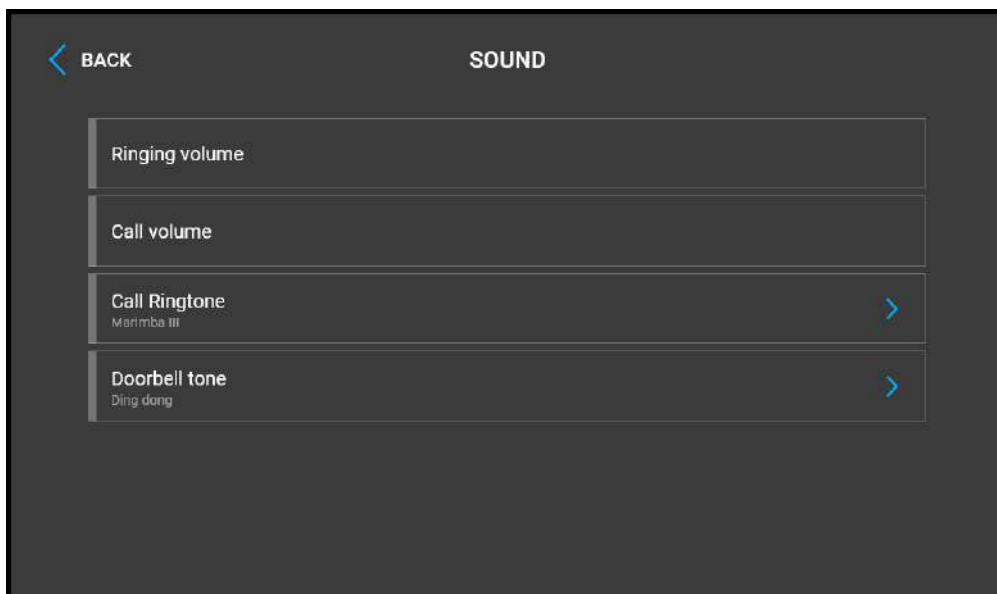 BACK
SOUND
Ringing volume
Call volume
Call Ringtone
Marimba III
Doorbell tone
Ding dong